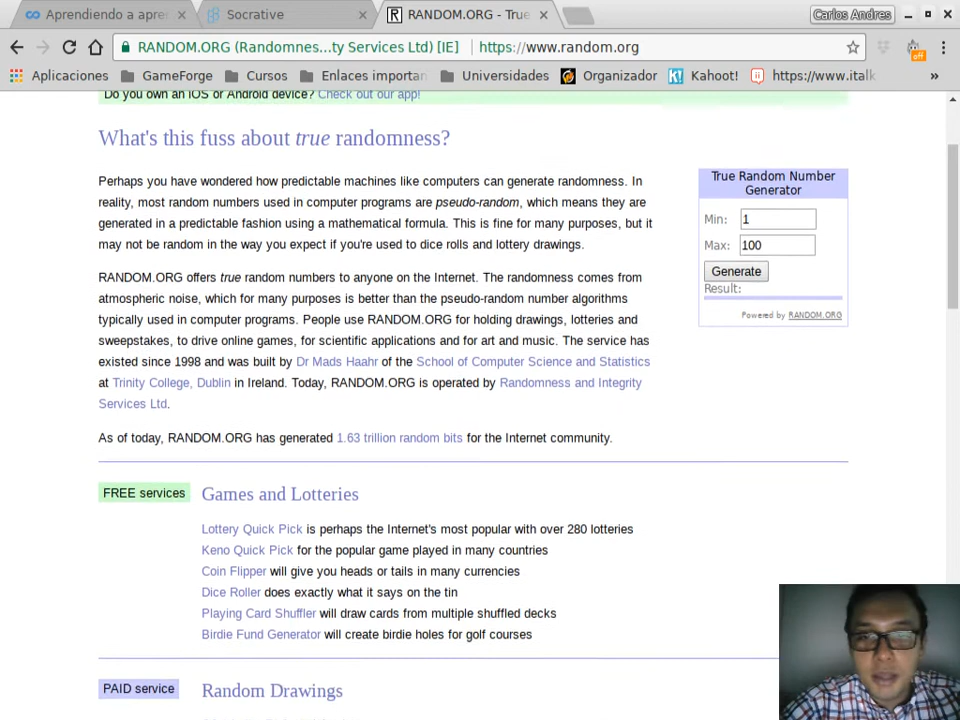 Aprendiendo a apre
Socrative
RANDOM.ORG - True
Carlos Andres
RANDOM.ORG (Randomnes...ty Services Ltd) [IE]
https://www.random.org
Aplicaciones
GameForge
Cursos
Enlaces importan
Universidades
Organizador
Kahoot!
https://www.italk
»
off
Do you own an iOS or Android device? Check out our app!
What's this fuss about true randomness?
Perhaps you have wondered how predictable machines like computers can generate randomness. In
reality, most random numbers used in computer programs are pseudo-random, which means they are
generated in a predictable fashion using a mathematical formula. This is fine for many purposes, but it
may not be random in the way you expect if you're used to dice rolls and lottery drawings.
RANDOM.ORG offers true random numbers to anyone on the Internet. The randomness comes from
atmospheric noise, which for many purposes is better than the pseudo-random number algorithms
typically used in computer programs. People use RANDOM.ORG for holding drawings, lotteries and
sweepstakes, to drive online games, for scientific applications and for art and music. The service has
existed since 1998 and was built by Dr Mads Haahr of the School of Computer Science and Statistics
at Trinity College, Dublin in Ireland. Today, RANDOM.ORG is operated by Randomness and Integrity
Services Ltd.
As of today, RANDOM.ORG has generated 1.63 trillion random bits for the Internet community.
True Random Number
Generator
Min: 1
Max: 100
Generate
Result:
Powered by RANDOM.ORG
FREE services
Games and Lotteries
Lottery Quick Pick is perhaps the Internet's most popular with over 280 lotteries
Keno Quick Pick for the popular game played in many countries
Coin Flipper will give you heads or tails in many currencies
Dice Roller does exactly what it says on the tin
Playing Card Shuffler will draw cards from multiple shuffled decks
Birdie Fund Generator will create birdie holes for golf courses
PAID service
Random Drawings